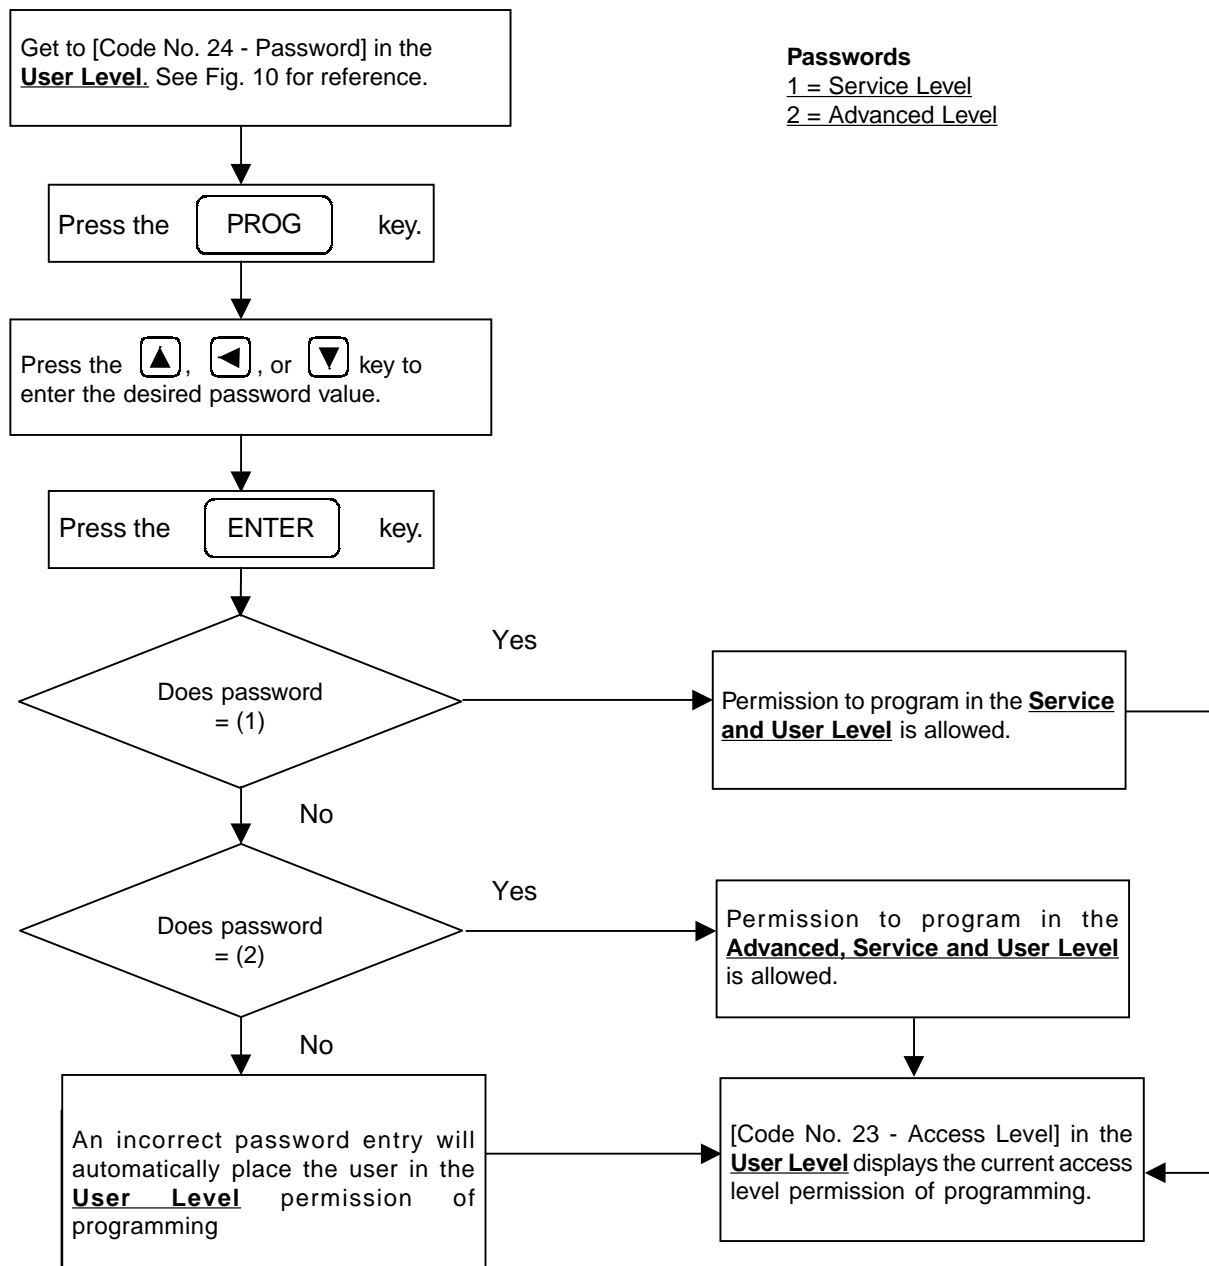 Get to [Code No. 24 - Password] in the
User Level. See Fig. 10 for reference.
Passwords
1 = Service Level
2 = Advanced Level
Press the PROG key.
Press the ▲, ◀, or ▼ key to
enter the desired password value.
Press the ENTER key.
Does password
= (1)
Yes
Permission to program in the Service
and User Level is allowed.
No
Does password
= (2)
Yes
Permission to program in the
Advanced, Service and User Level
is allowed.
No
An incorrect password entry will
automatically place the user in the
User Level permission of
programming
[Code No. 23 - Access Level] in the
User Level displays the current access
level permission of programming.